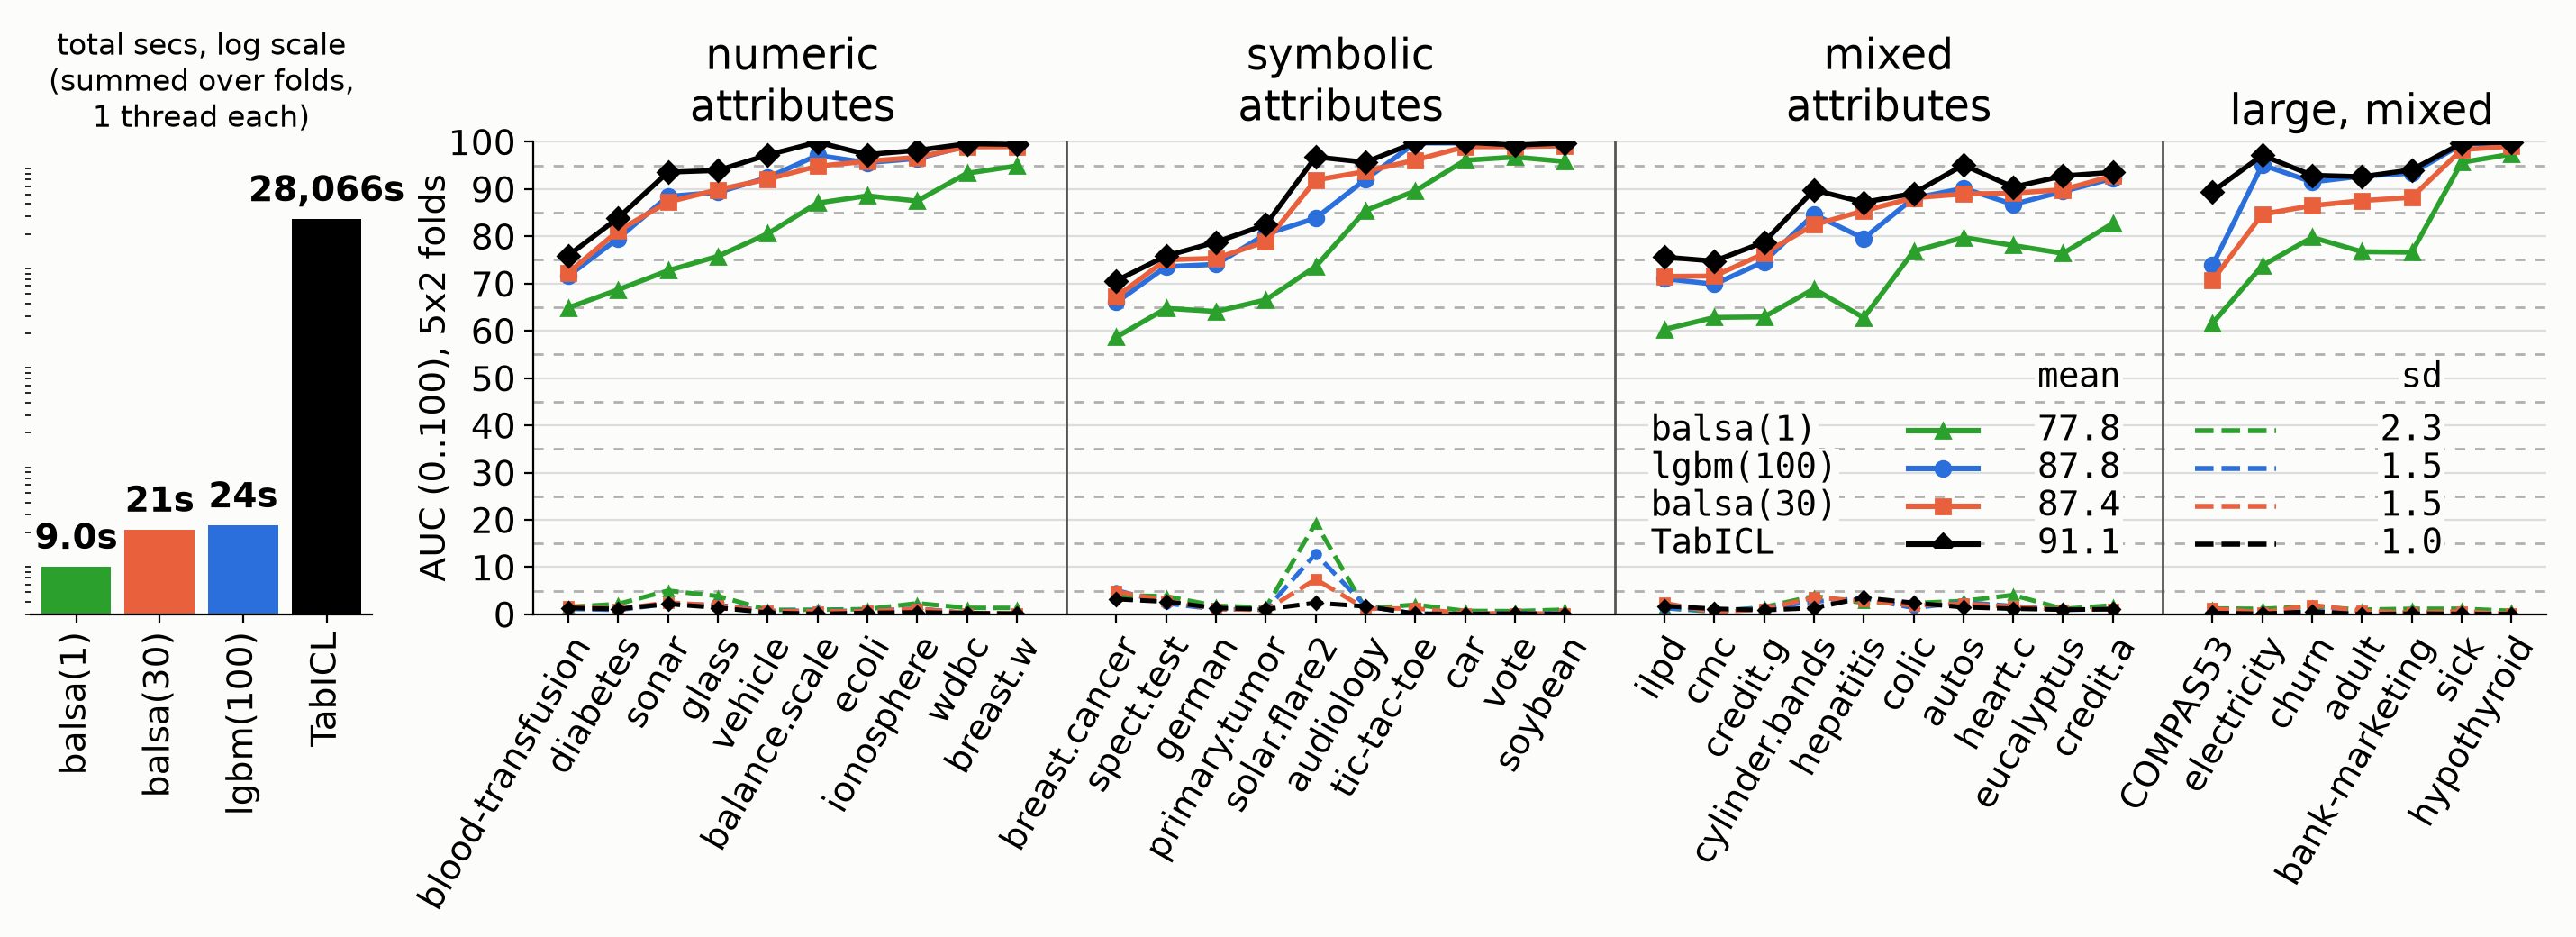 total secs, log scale
(summed over folds,
1 thread each)
28,066s
9.0s
21s
24s
balsa(1)
balsa(30)
lgbm(100)
TabICL
AUC (0..100), 5x2 folds
100
90
80
70
60
50
40
30
20
10
0
numeric
attributes
symbolic
attributes
mixed
attributes
large, mixed
mean sd
balsa(1) 77.8 2.3
lgbm(100) 87.8 1.5
balsa(30) 87.4 1.5
TabICL 91.1 1.0
blood-transfusion
diabetes
sonar
glass
vehicle
balance.scale
ecoli
ionosphere
wdbc
breast.w
breast.cancer
spect.test
german
primary.tumor
solar.flare2
audiology
tic-tac-toe
car
vote
soybean
ilpd
cmc
credit.g
cylinder.bands
hepatitis
colic
autos
heart.c
eucalyptus
credit.a
COMPAS53
electricity
churn
adult
bank-marketing
sick
hypothyroid